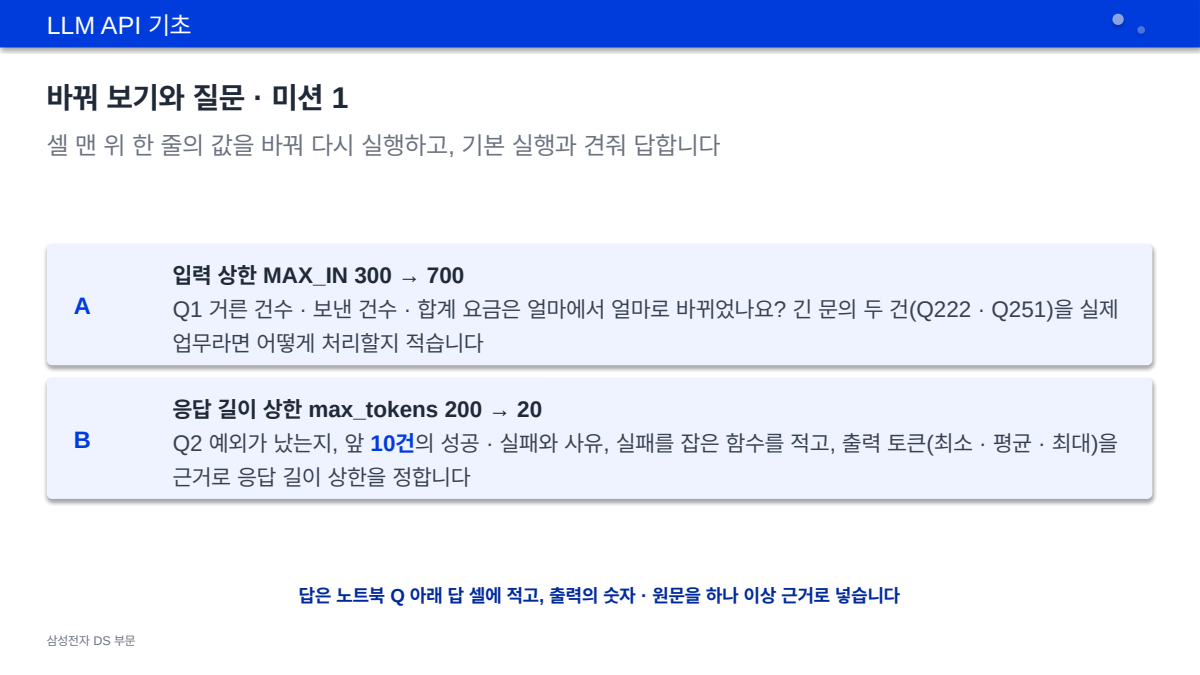 LLM API 기초
바꿔 보기와 질문 · 미션 1
셀 맨 위 한 줄의 값을 바꿔 다시 실행하고, 기본 실행과 견줘 답합니다
A
입력 상한 MAX_IN 300 → 700
Q1 거른 건수 · 보낸 건수 · 합계 요금은 얼마에서 얼마로 바뀌었나요? 긴 문의 두 건(Q222 · Q251)을 실제
업무라면 어떻게 처리할지 적습니다
B
응답 길이 상한 max_tokens 200 → 20
Q2 예외가 났는지, 앞 10건의 성공 · 실패와 사유, 실패를 잡은 함수를 적고, 출력 토큰(최소 · 평균 · 최대)을
근거로 응답 길이 상한을 정합니다
답은 노트북 Q 아래 답 셀에 적고, 출력의 숫자 · 원문을 하나 이상 근거로 넣습니다
삼성전자 DS 부문